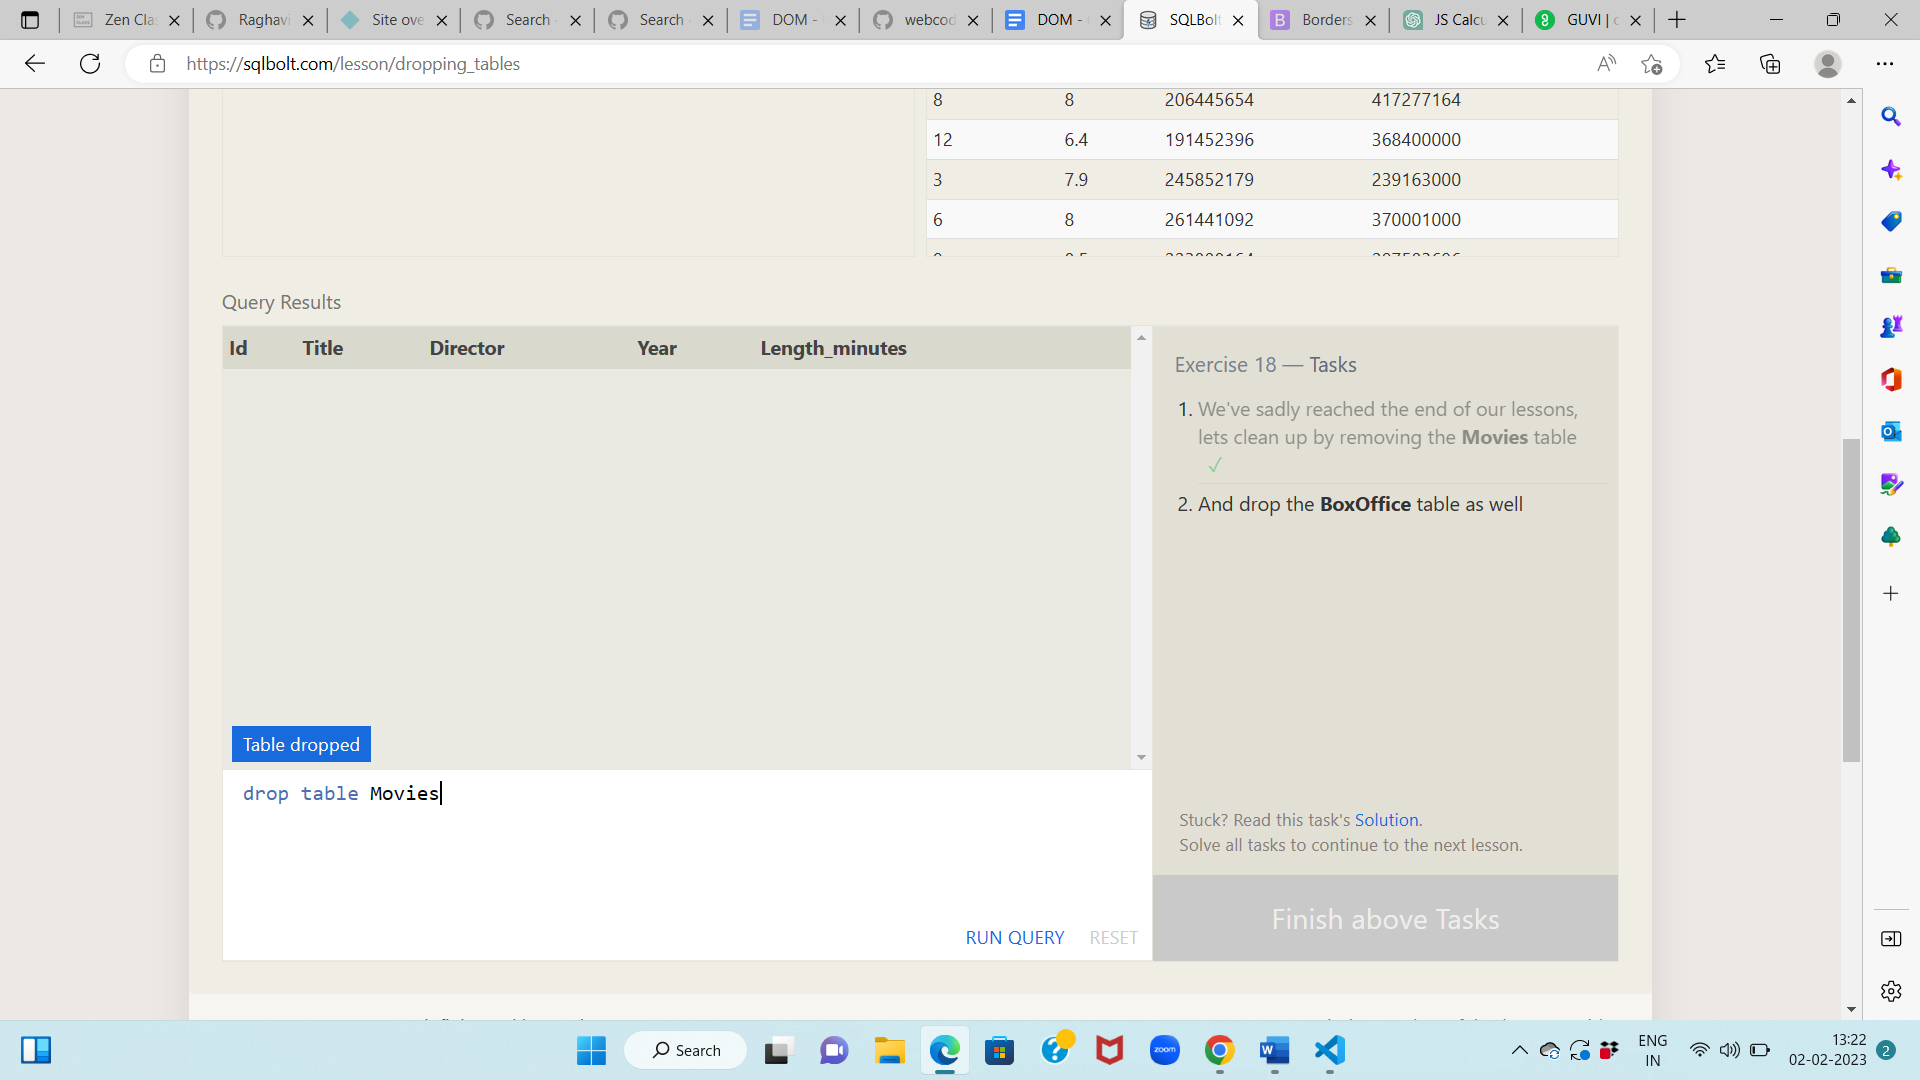 Zen Cla
Raghavi
Site ove
Search
Search
DOM -
webcod
DOM -
SQLBolt
Borders
JS Calcu
GUVI |
https://sqlbolt.com/lesson/dropping_tables
8 8 206445654 417277164
12 6.4 191452396 368400000
3 7.9 245852179 239163000
6 8 261441092 370001000
Query Results
Id Title Director Year Length_minutes
Exercise 18 — Tasks
1. We've sadly reached the end of our lessons,
lets clean up by removing the Movies table
✓
2. And drop the BoxOffice table as well
Table dropped
drop table Movies
Stuck? Read this task's Solution.
Solve all tasks to continue to the next lesson.
RUN QUERY RESET
Finish above Tasks
Search
zoom
ENG
IN
13:22
02-02-2023
2